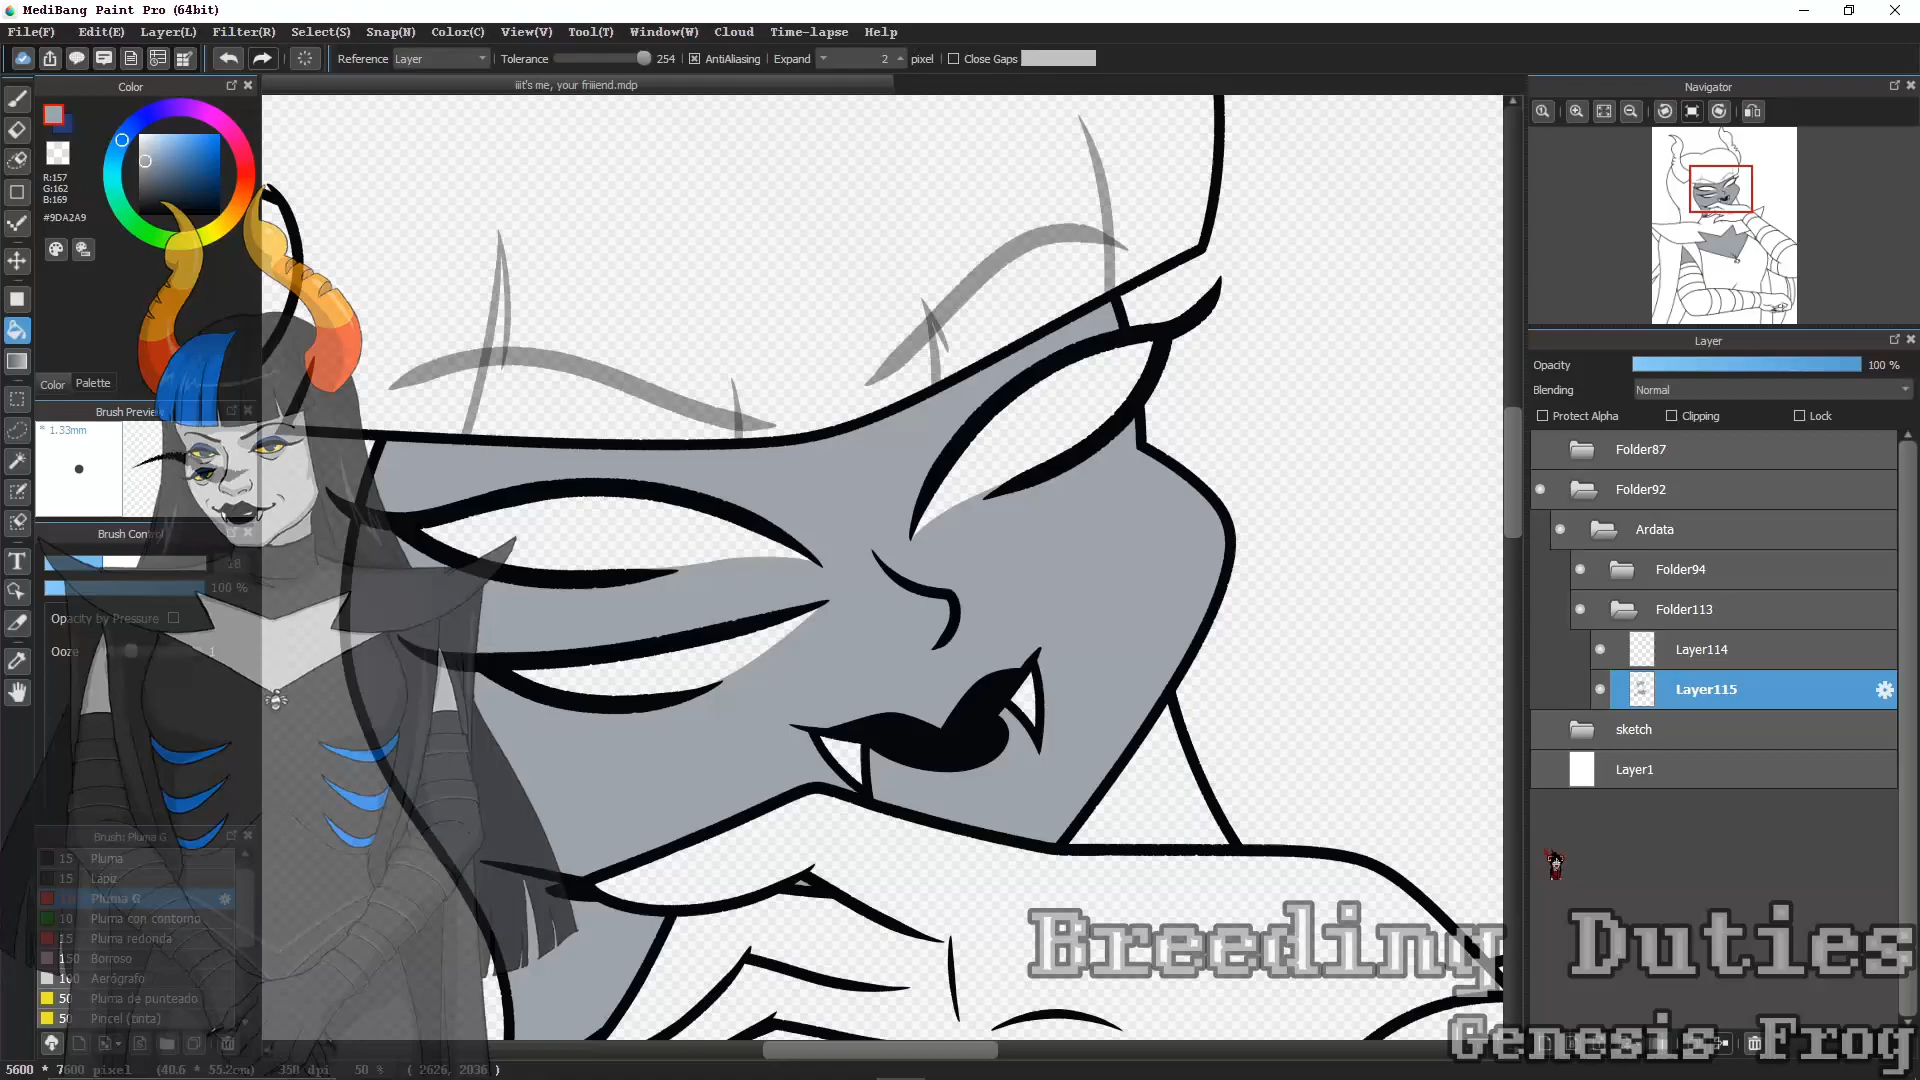 MediBang Paint Pro (64bit)
File(F) Edit(E) Layer(L) Filter(R) Select(S) Snap(N) Color(C) View(V) Tool(T) Window(W) Cloud Time-lapse Help
Reference Layer Tolerance 254 AntiAliasing Expand 2 pixel Close Gaps
Color
iiit's me, your friiiend.mdp
Navigator
R:157
G:162
B:169
#9DA2A9
Layer
Opacity 100 %
Color Palette
Blending Normal
Brush Preview
Protect Alpha Clipping Lock
* 1.33mm
Folder87
Folder92
Ardata
Brush Control
18
Folder94
100 %
Folder113
Opacity by Pressure
Ooze 1
Layer114
T
Layer115
sketch
Layer1
Brush: Pluma G
15 Pluma
15 Lápiz
Pluma G
10 Pluma con contorno
15 Pluma redonda
150 Borroso
100 Aerógrafo
50 Pluma de punteado
50 Pincel (tinta)
Breeding Duties
Genesis Frog
5600 * 7600 pixel (40.6 * 55.2cm) 350 dpi 50 % ( 2626, 2036 )